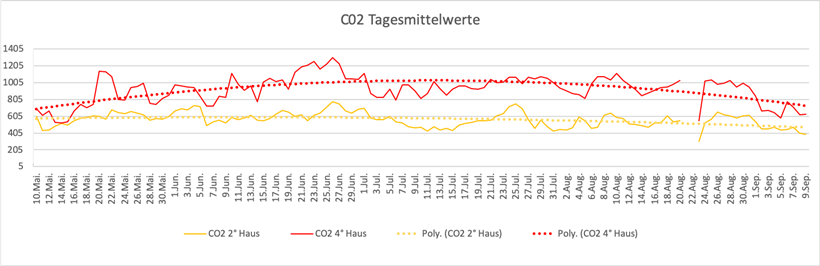 C02 Tagesmittelwerte
1405
1205
1005
805
605
405
205
5
10.Mai. 12.Mai. 14.Mai. 16.Mai. 18.Mai. 20.Mai. 22.Mai. 24.Mai. 26.Mai. 28.Mai. 30.Mai. 1.Jun. 3.Jun. 5.Jun. 7.Jun. 9.Jun. 11.Jun. 13.Jun. 15.Jun. 17.Jun. 19.Jun. 21.Jun. 23.Jun. 25.Jun. 27.Jun. 29.Jun. 1.Jul. 3.Jul. 5.Jul. 7.Jul. 9.Jul. 11.Jul. 13.Jul. 15.Jul. 17.Jul. 19.Jul. 21.Jul. 23.Jul. 25.Jul. 27.Jul. 29.Jul. 31.Jul. 2.Aug. 4.Aug. 6.Aug. 8.Aug. 10.Aug. 12.Aug. 14.Aug. 16.Aug. 18.Aug. 20.Aug. 22.Aug. 24.Aug. 26.Aug. 28.Aug. 30.Aug. 1.Sep. 3.Sep. 5.Sep. 7.Sep. 9.Sep.
CO2 2° Haus CO2 4° Haus Poly. (CO2 2° Haus) Poly. (CO2 4° Haus)